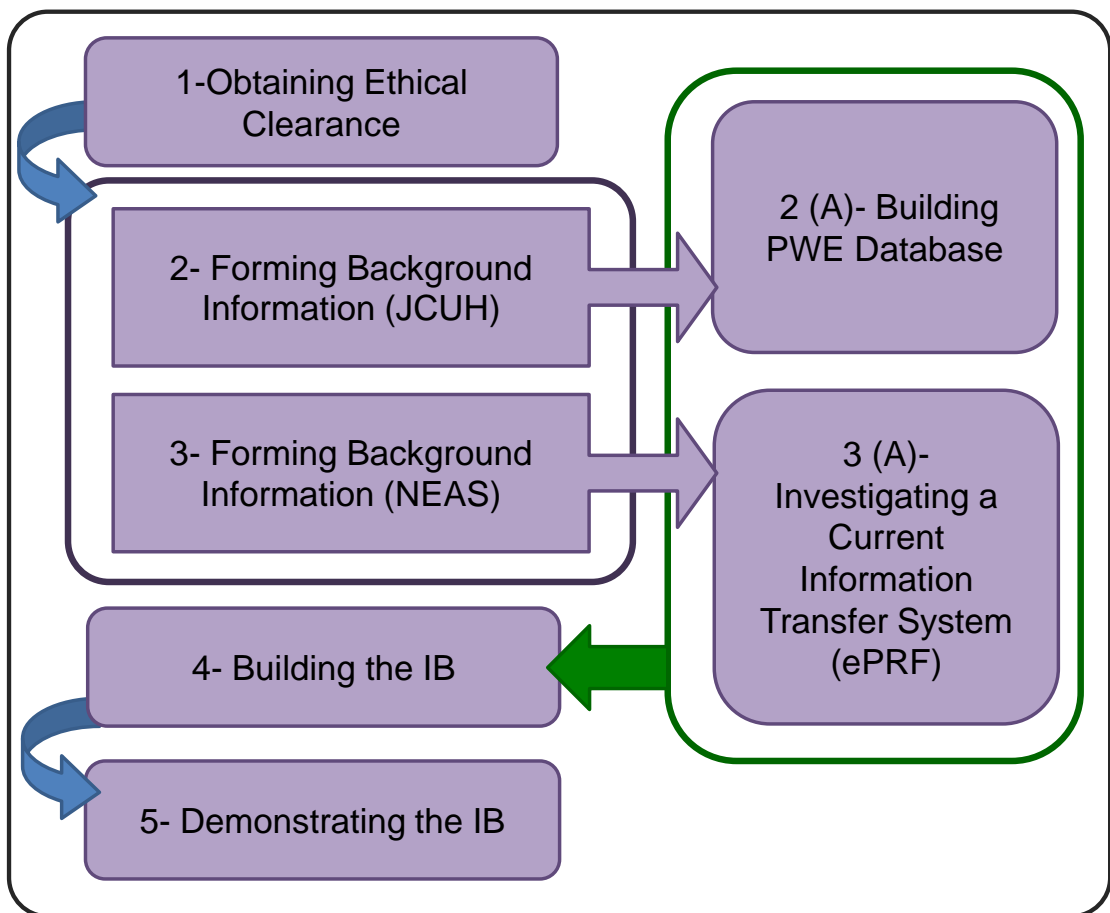 1-Obtaining Ethical
Clearance
2- Forming Background
Information (JCUH)
2 (A)- Building
PWE Database
3- Forming Background
Information (NEAS)
3 (A)-
Investigating a
Current
Information
Transfer System
(ePRF)
4- Building the IB
5- Demonstrating the IB